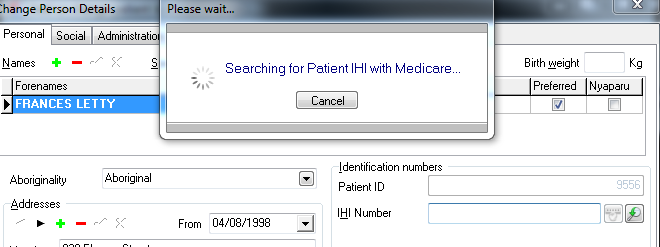 Change Person Details
Please wait...
Personal Social Administration
Names
Searching for Patient IHI with Medicare...
Birth weight Kg
Cancel
Forenames Preferred Nyaparu
FRANCES LETTY
Aboriginality Aboriginal
Identification numbers
Patient ID 9556
Addresses
IHI Number
From 04/08/1998